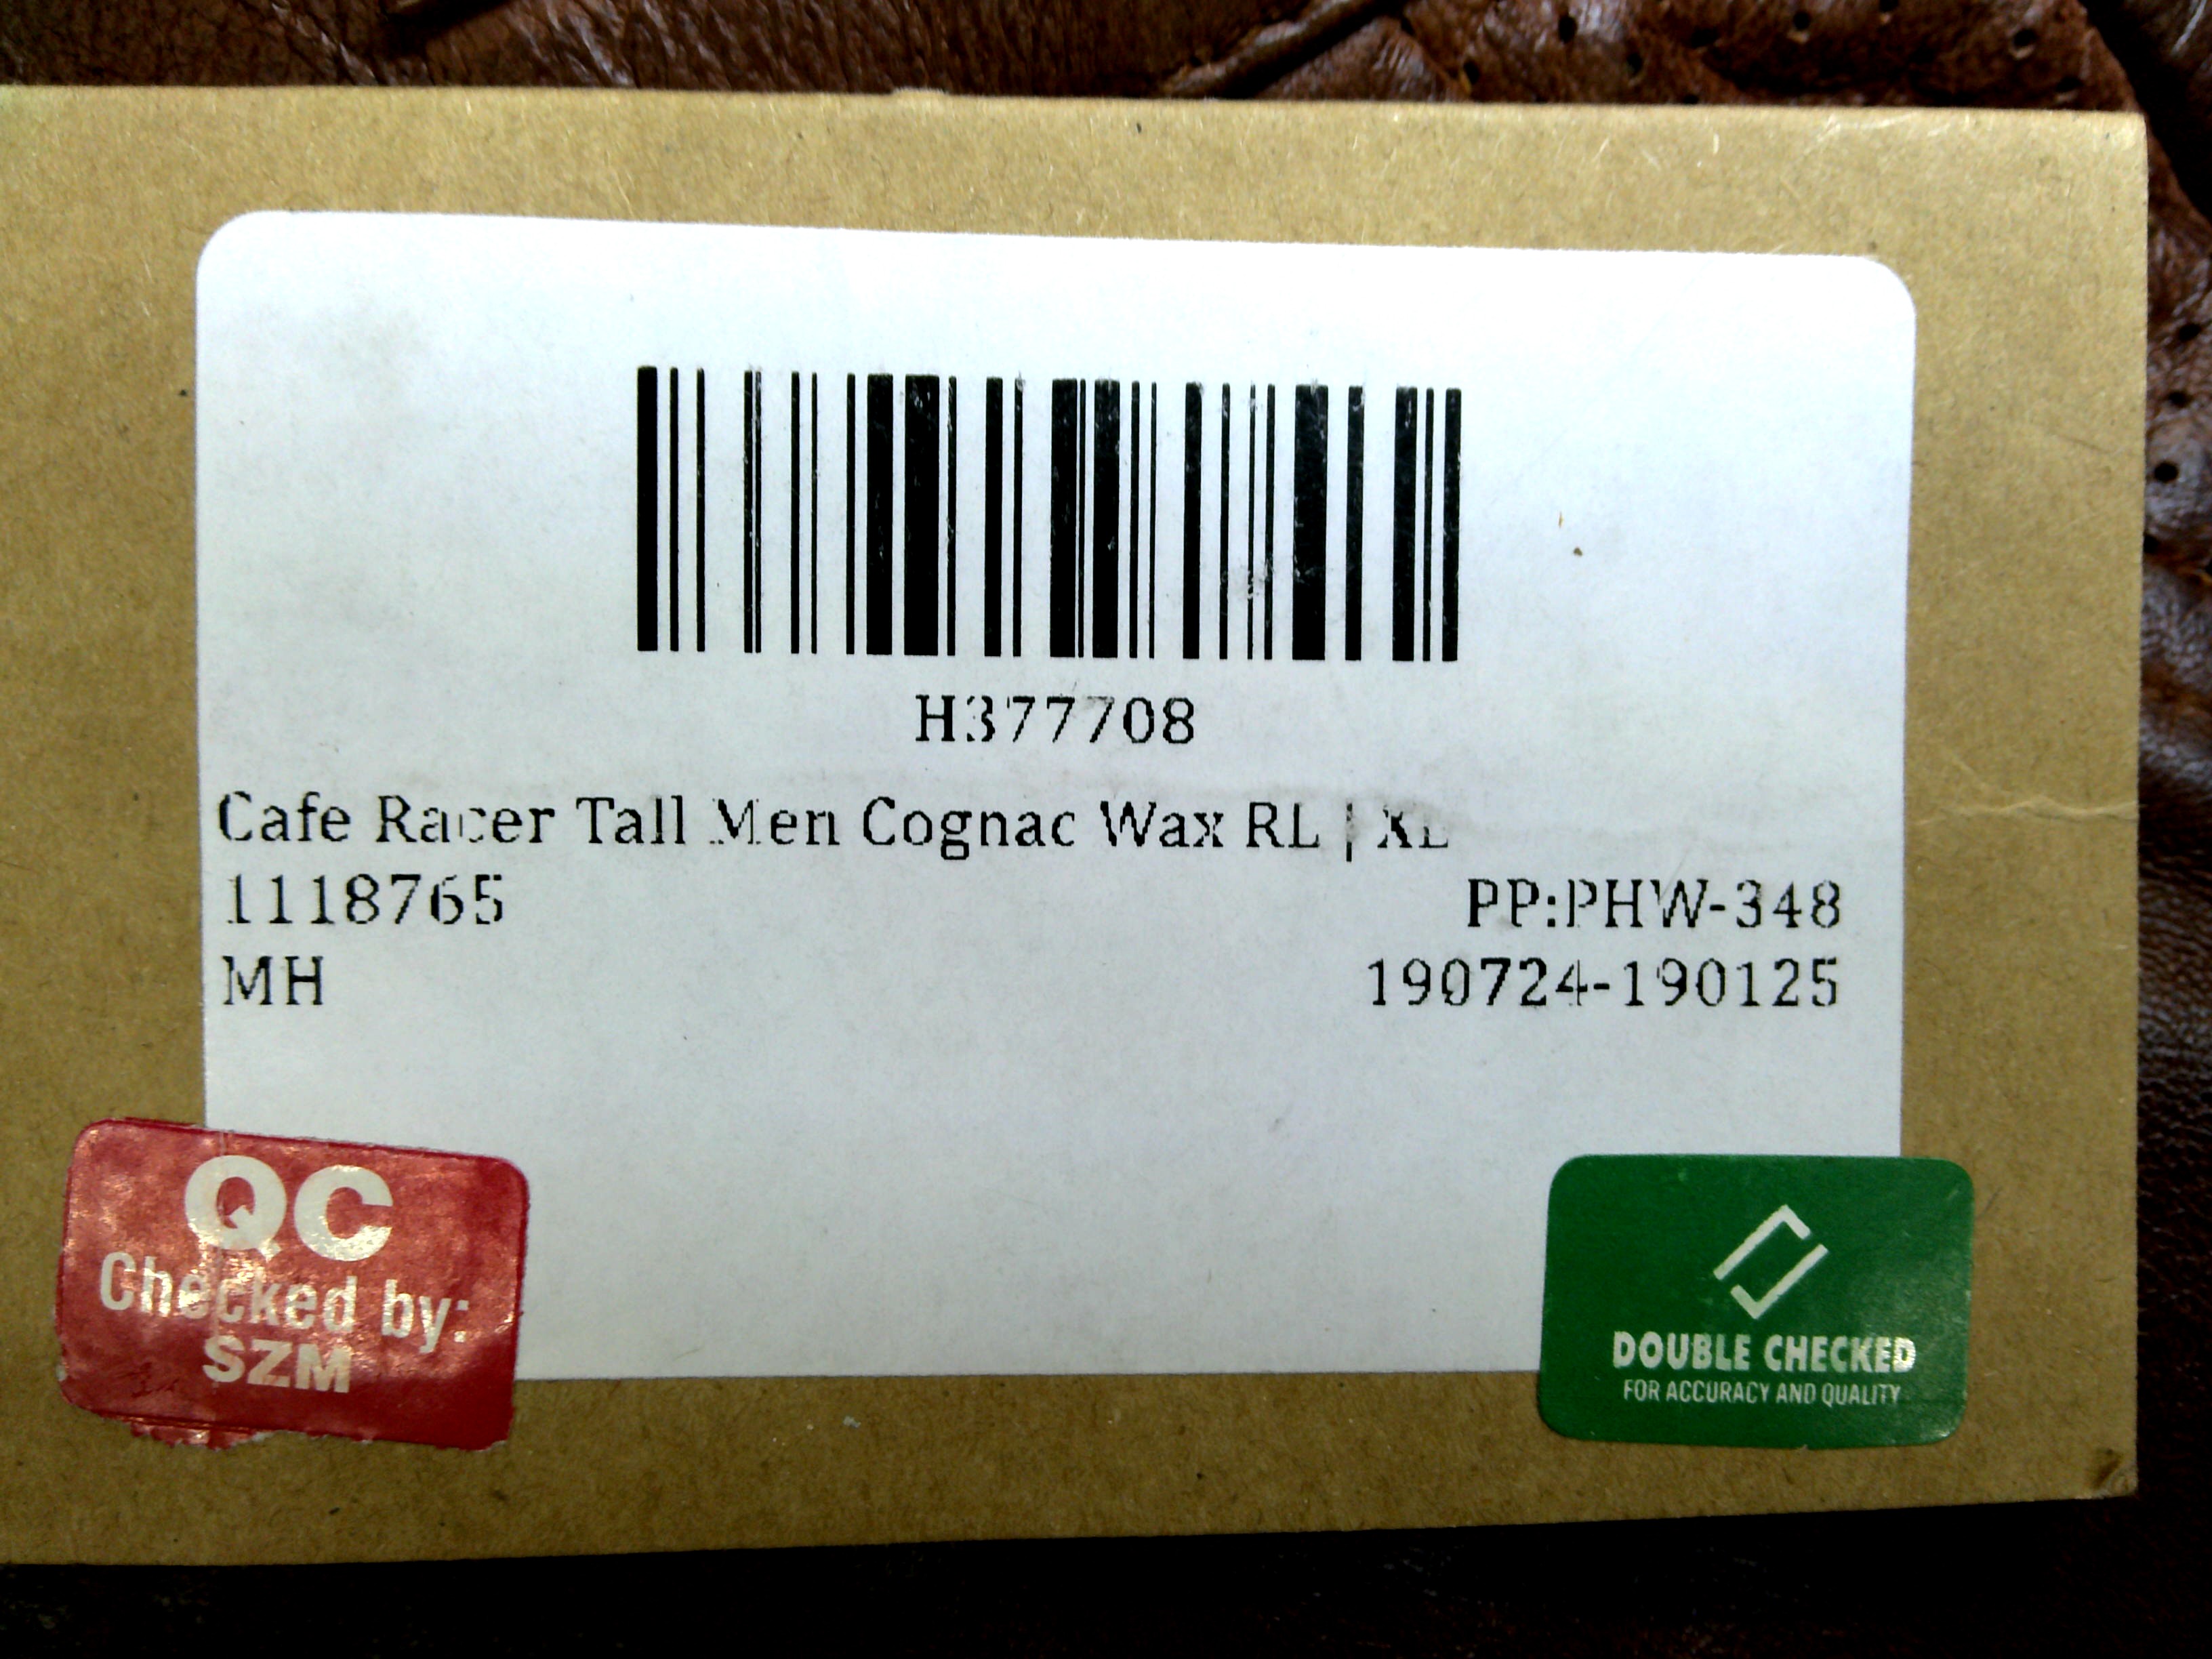 H377708
Cafe Racer Tall Men Cognac Wax RL | XL
1118765
PP:PHW-348
MH
190724-190125
QC
Checked by:
SZM
DOUBLE CHECKED
FOR ACCURACY AND QUALITY